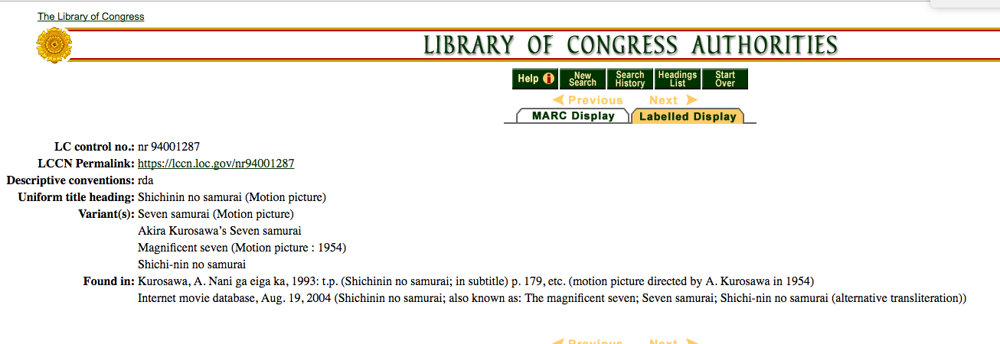 The Library of Congress
LIBRARY OF CONGRESS AUTHORITIES
Help i New Search Search History Headings List Start Over
Previous Next
MARC Display Labelled Display
LC control no.: nr 94001287
LCCN Permalink: https://lccn.loc.gov/nr94001287
Descriptive conventions: rda
Uniform title heading: Shichinin no samurai (Motion picture)
Variant(s): Seven samurai (Motion picture)
Akira Kurosawa’s Seven samurai
Magnificent seven (Motion picture : 1954)
Shichi-nin no samurai
Found in: Kurosawa, A. Nani ga eiga ka, 1993: t.p. (Shichinin no samurai; in subtitle) p. 179, etc. (motion picture directed by A. Kurosawa in 1954)
Internet movie database, Aug. 19, 2004 (Shichinin no samurai; also known as: The magnificent seven; Seven samurai; Shichi-nin no samurai (alternative transliteration))
Previous Next